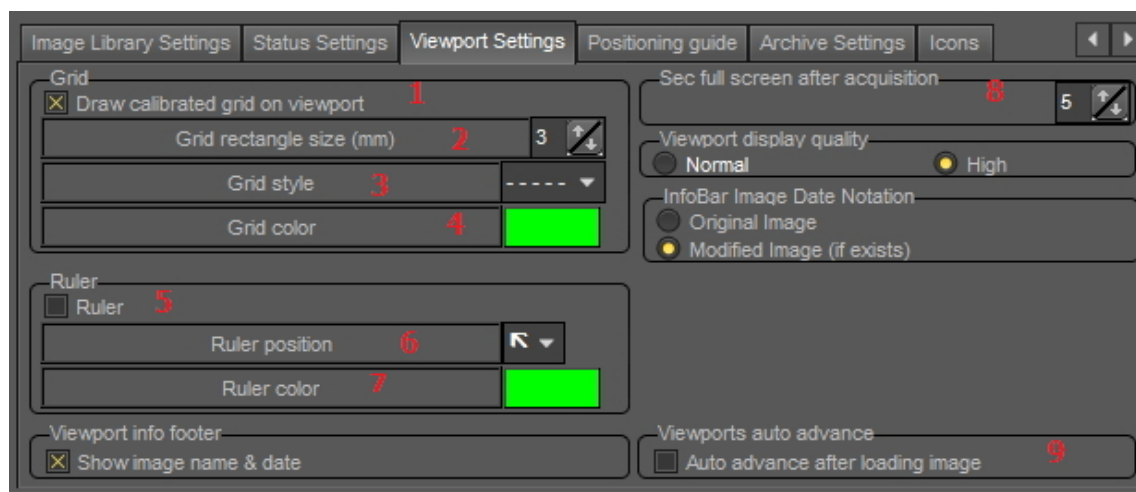 Image Library Settings Status Settings Viewport Settings Positioning guide Archive Settings Icons
Grid
Draw calibrated grid on viewport 1
Grid rectangle size (mm) 2 3
Grid style 3 -----
Grid color 4
Ruler
Ruler 5
Ruler position 6
Ruler color 7
Viewport info footer
Show image name & date
Sec full screen after acquisition 8
5
Viewport display quality
Normal High
InfoBar Image Date Notation
Original Image
Modified Image (if exists)
Viewports auto advance
Auto advance after loading image 9